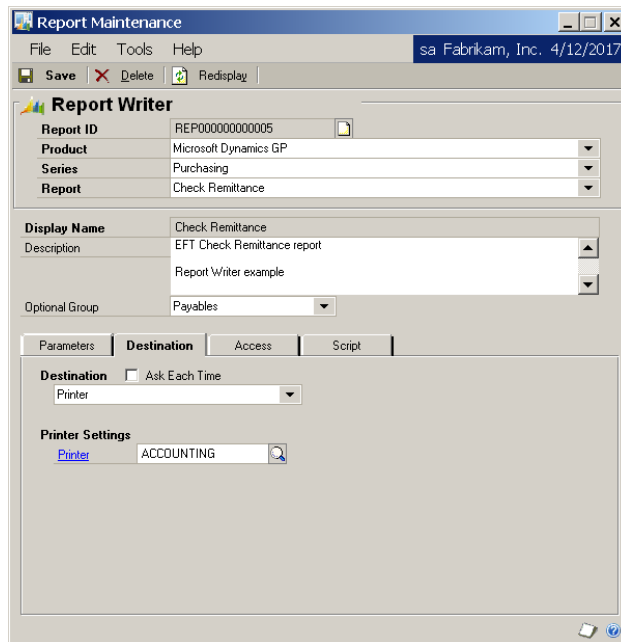 Report Maintenance
File Edit Tools Help sa Fabrikam, Inc. 4/12/2017
Save Delete Redisplay
Report Writer
Report ID REP000000000005
Product Microsoft Dynamics GP
Series Purchasing
Report Check Remittance
Display Name Check Remittance
Description EFT Check Remittance report
Report Writer example
Optional Group Payables
Parameters Destination Access Script
Destination Ask Each Time
Printer
Printer Settings
Printer ACCOUNTING